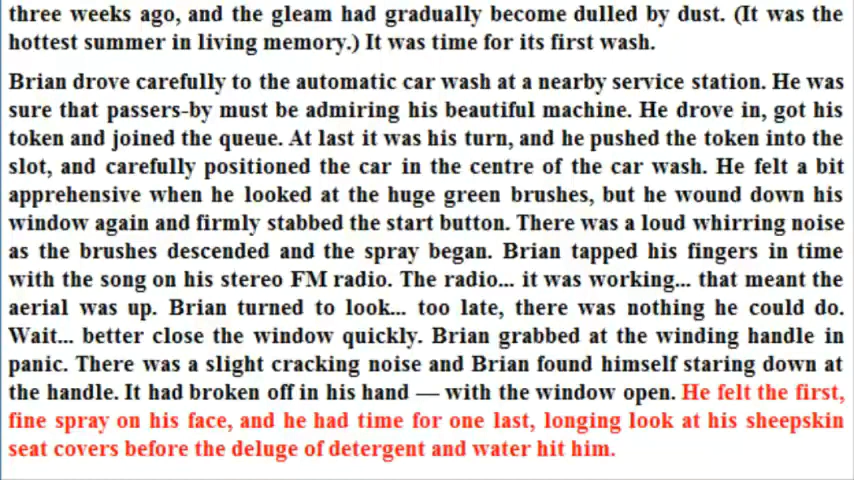 three weeks ago, and the gleam had gradually become dulled by dust. (It was the
hottest summer in living memory.) It was time for its first wash.
Brian drove carefully to the automatic car wash at a nearby service station. He was
sure that passers-by must be admiring his beautiful machine. He drove in, got his
token and joined the queue. At last it was his turn, and he pushed the token into the
slot, and carefully positioned the car in the centre of the car wash. He felt a bit
apprehensive when he looked at the huge green brushes, but he wound down his
window again and firmly stabbed the start button. There was a loud whirring noise
as the brushes descended and the spray began. Brian tapped his fingers in time
with the song on his stereo FM radio. The radio... it was working... that meant the
aerial was up. Brian turned to look... too late, there was nothing he could do.
Wait... better close the window quickly. Brian grabbed at the winding handle in
panic. There was a slight cracking noise and Brian found himself staring down at
the handle. It had broken off in his hand — with the window open. He felt the first,
fine spray on his face, and he had time for one last, longing look at his sheepskin
seat covers before the deluge of detergent and water hit him.